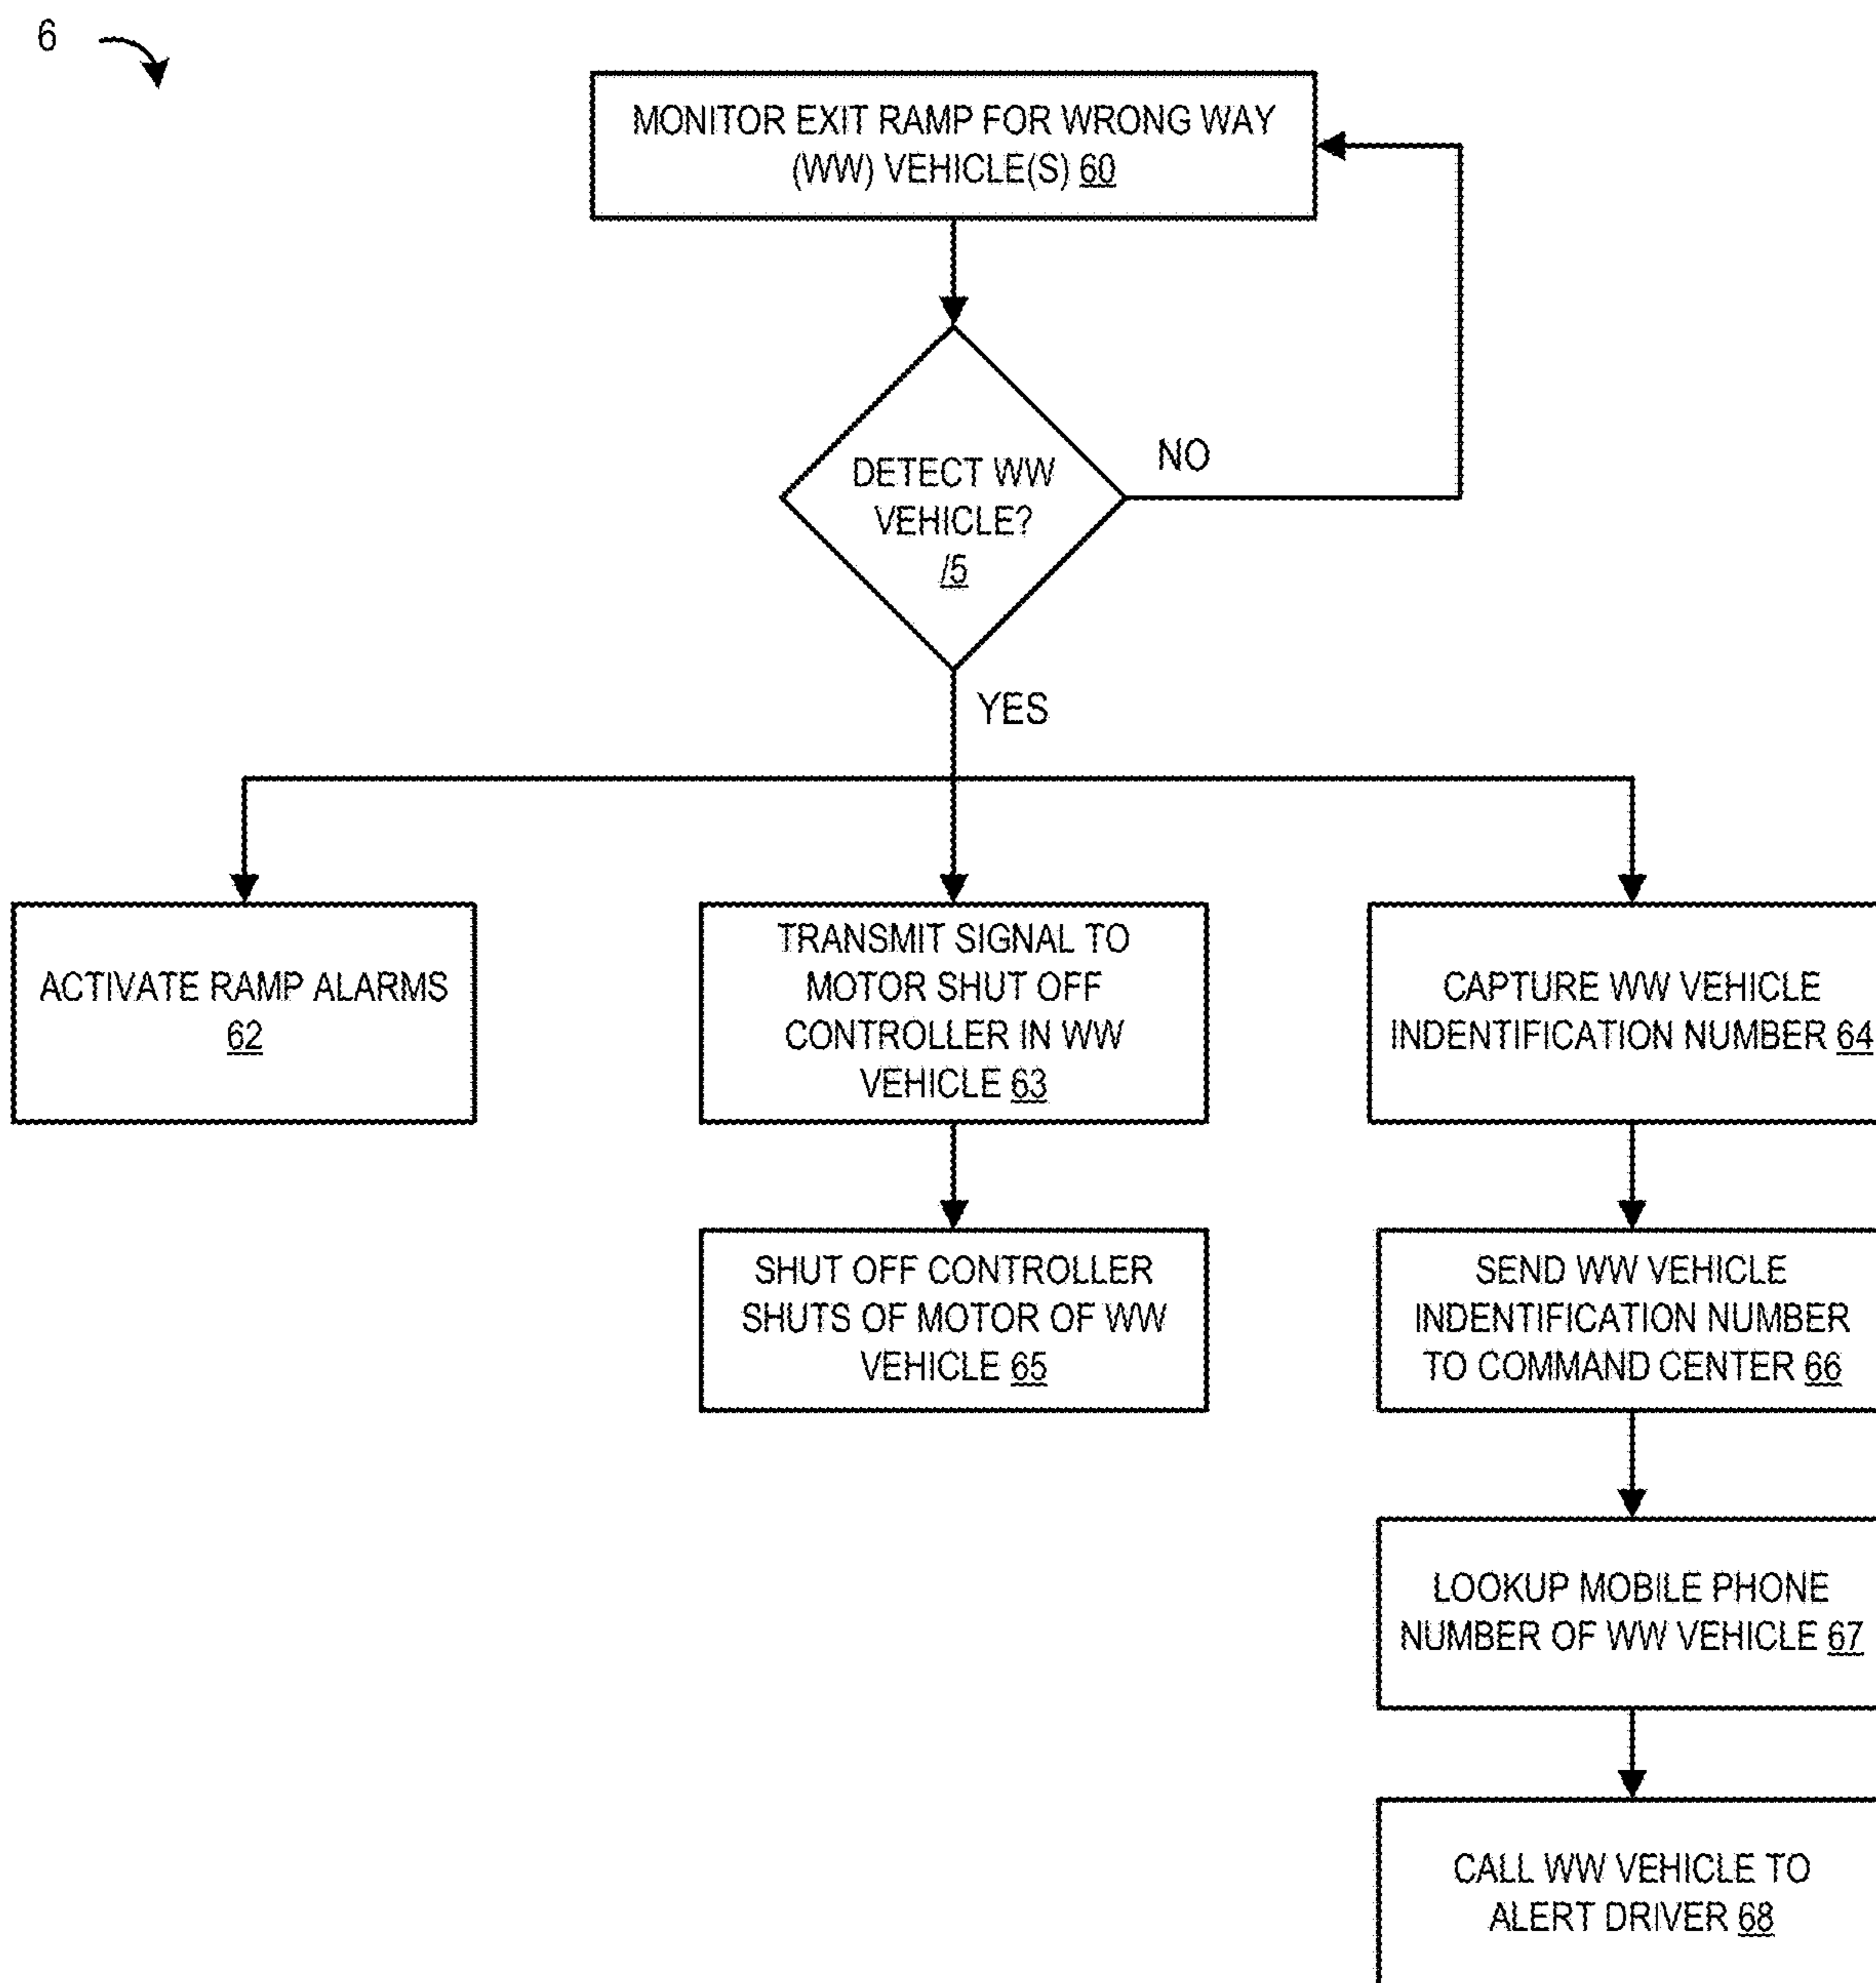 6
MONITOR EXIT RAMP FOR WRONG WAY
(WW) VEHICLE(S) 60
DETECT WW
VEHICLE?
/5
NO
YES
ACTIVATE RAMP ALARMS
62
TRANSMIT SIGNAL TO
MOTOR SHUT OFF
CONTROLLER IN WW
VEHICLE 63
CAPTURE WW VEHICLE
INDENTIFICATION NUMBER 64
SHUT OFF CONTROLLER
SHUTS OF MOTOR OF WW
VEHICLE 65
SEND WW VEHICLE
INDENTIFICATION NUMBER
TO COMMAND CENTER 66
LOOKUP MOBILE PHONE
NUMBER OF WW VEHICLE 67
CALL WW VEHICLE TO
ALERT DRIVER 68